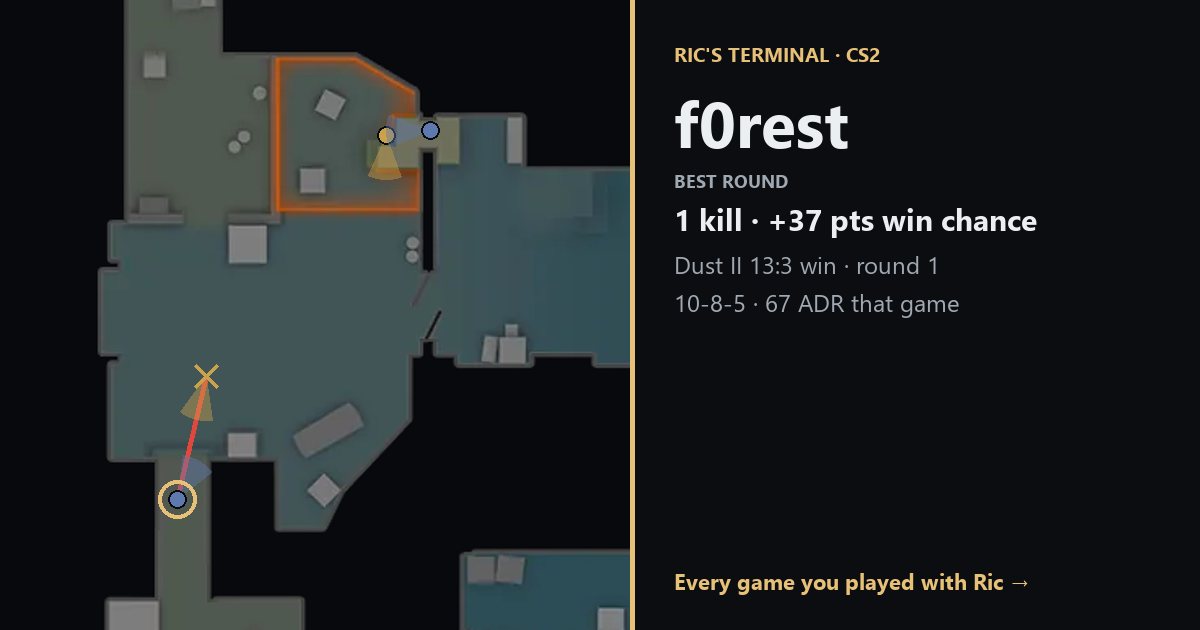 RIC'S TERMINAL · CS2
f0rest
BEST ROUND
1 kill · +37 pts win chance
Dust II 13:3 win · round 1
10-8-5 · 67 ADR that game
Every game you played with Ric →